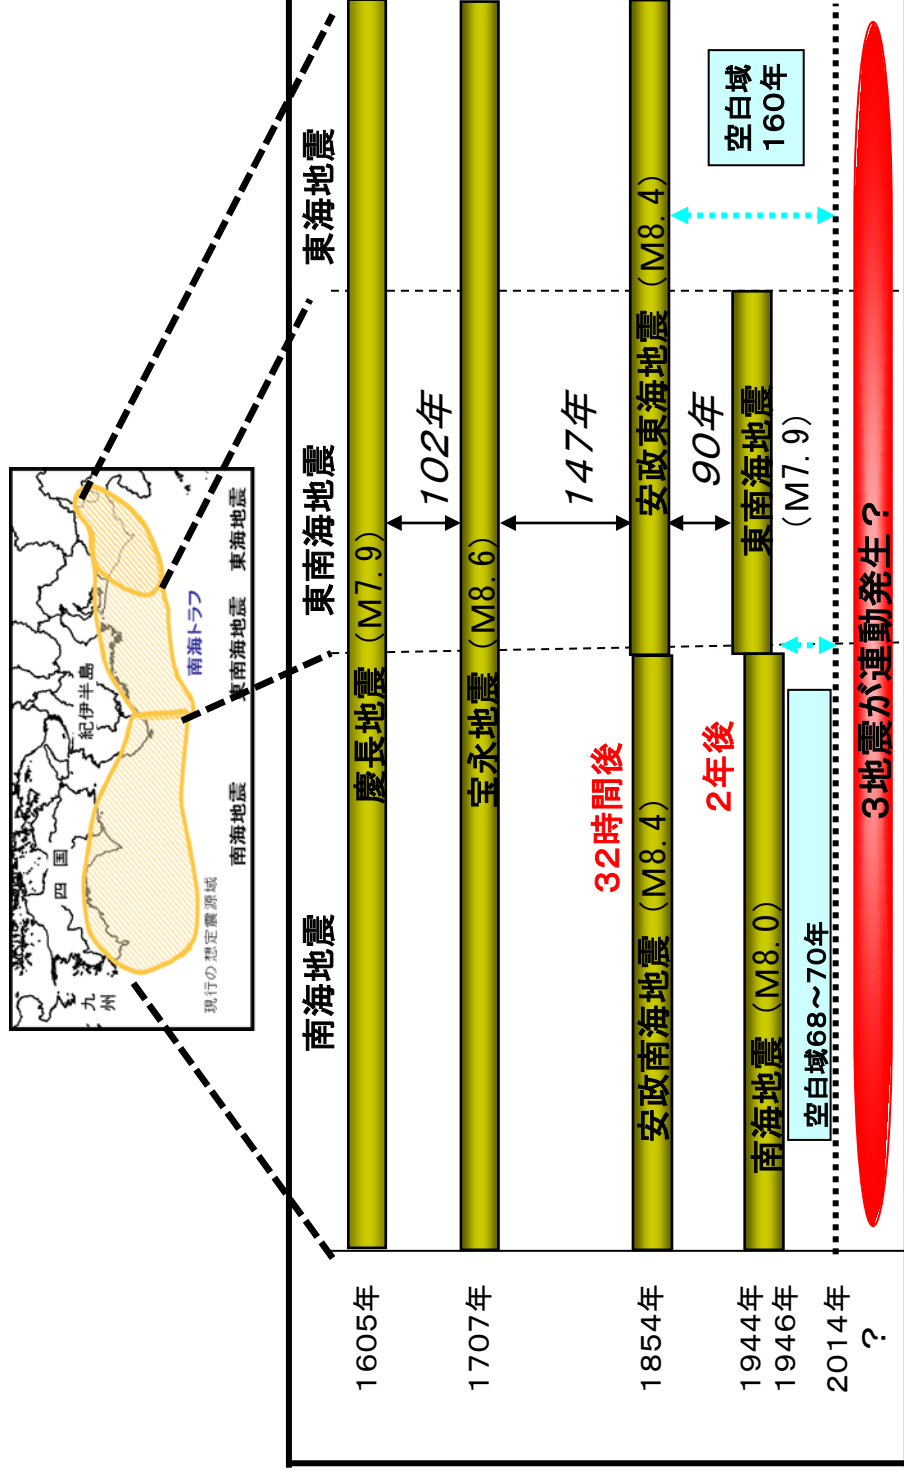 九
州
四 国
紀伊半島
南海トラフ
南海地震
東南海地震
東海地震
現行の想定震源域
南海地震
東南海地震
東海地震
1605年
慶長地震(M7.9)
102年
1707年
宝永地震(M8.6)
147年
32時間後
1854年
安政南海地震(M8.4)
安政東海地震(M8.4)
90年
2年後
空白域
160年
1944年
東南海地震
(M7.9)
1946年
南海地震(M8.0)
空白域68~70年
2014年
?
3地震が連動発生?